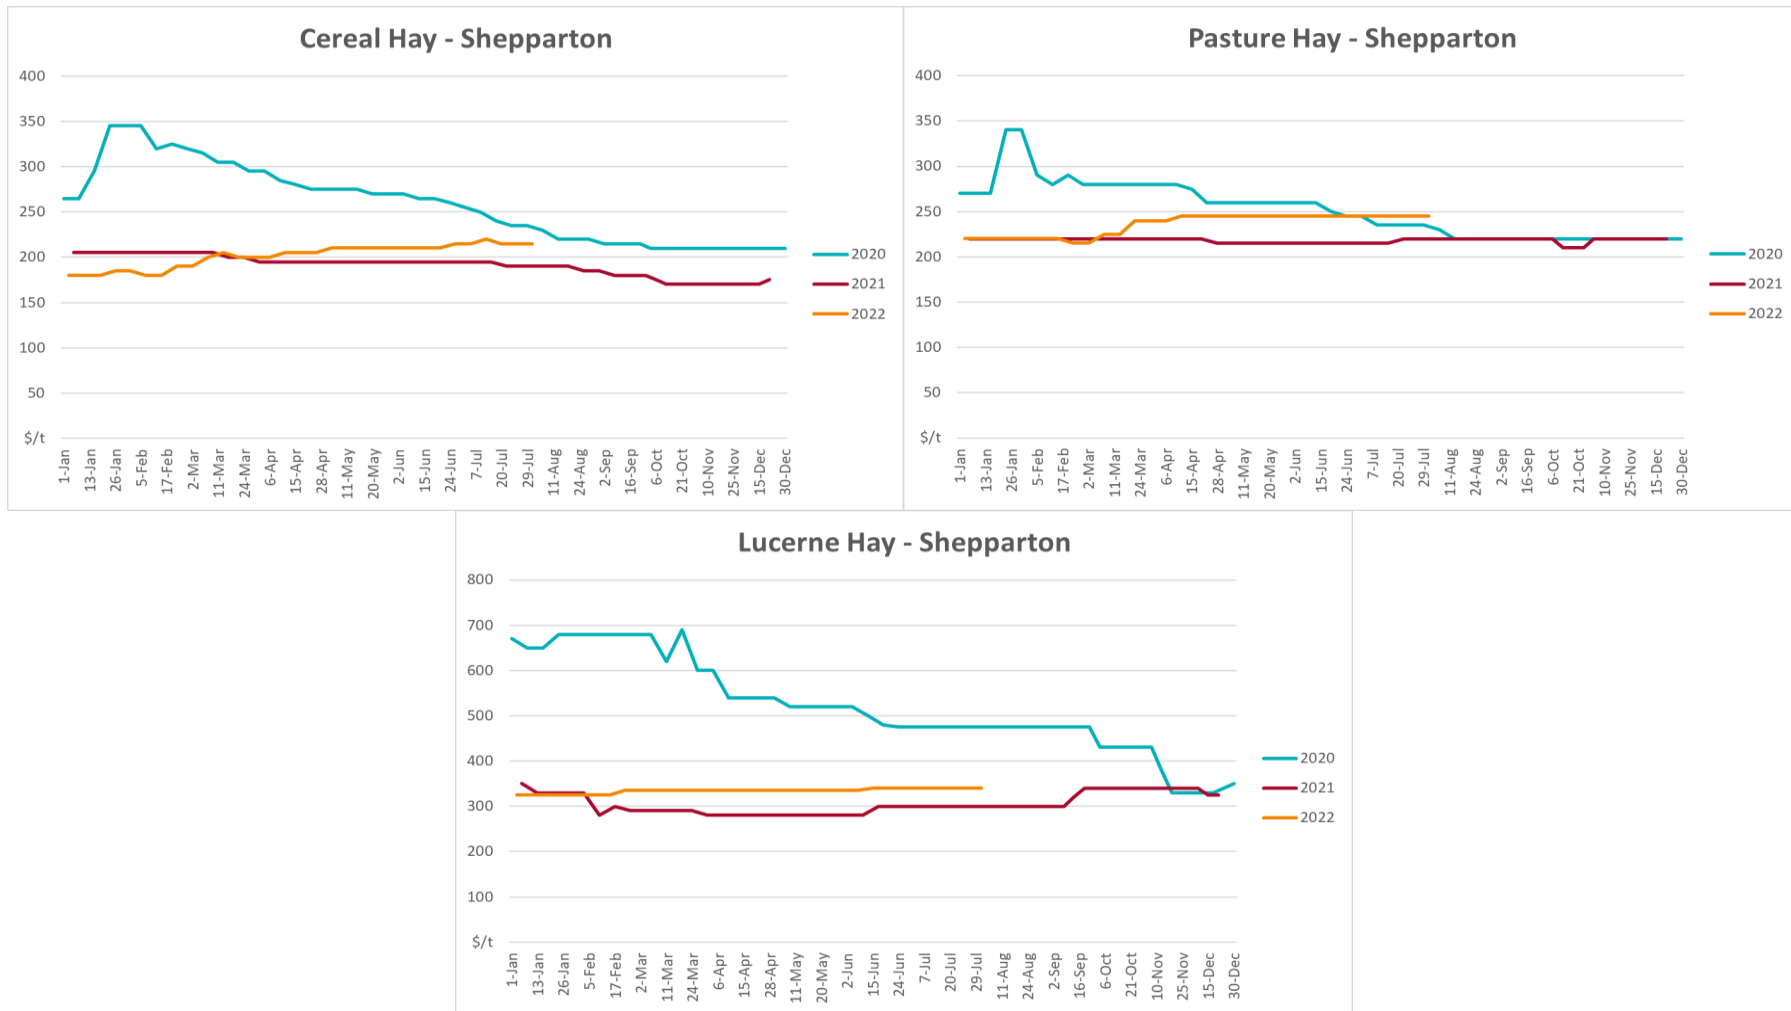 Cereal Hay - Shepparton
400
350
300
250
200
150
100
50
$/t
1-Jan
13-Jan
26-Jan
5-Feb
17-Feb
2-Mar
11-Mar
24-Mar
6-Apr
15-Apr
28-Apr
11-May
20-May
2-Jun
15-Jun
24-Jun
7-Jul
20-Jul
29-Jul
11-Aug
24-Aug
2-Sep
16-Sep
6-Oct
21-Oct
10-Nov
25-Nov
15-Dec
30-Dec
2020
2021
2022
Pasture Hay - Shepparton
400
350
300
250
200
150
100
50
$/t
1-Jan
13-Jan
26-Jan
5-Feb
17-Feb
2-Mar
11-Mar
24-Mar
6-Apr
15-Apr
28-Apr
11-May
20-May
2-Jun
15-Jun
24-Jun
7-Jul
20-Jul
29-Jul
11-Aug
24-Aug
2-Sep
16-Sep
6-Oct
21-Oct
10-Nov
25-Nov
15-Dec
30-Dec
2020
2021
2022
Lucerne Hay - Shepparton
800
700
600
500
400
300
200
100
$/t
1-Jan
13-Jan
26-Jan
5-Feb
17-Feb
2-Mar
11-Mar
24-Mar
6-Apr
15-Apr
28-Apr
11-May
20-May
2-Jun
15-Jun
24-Jun
7-Jul
20-Jul
29-Jul
11-Aug
24-Aug
2-Sep
16-Sep
6-Oct
21-Oct
10-Nov
25-Nov
15-Dec
30-Dec
2020
2021
2022